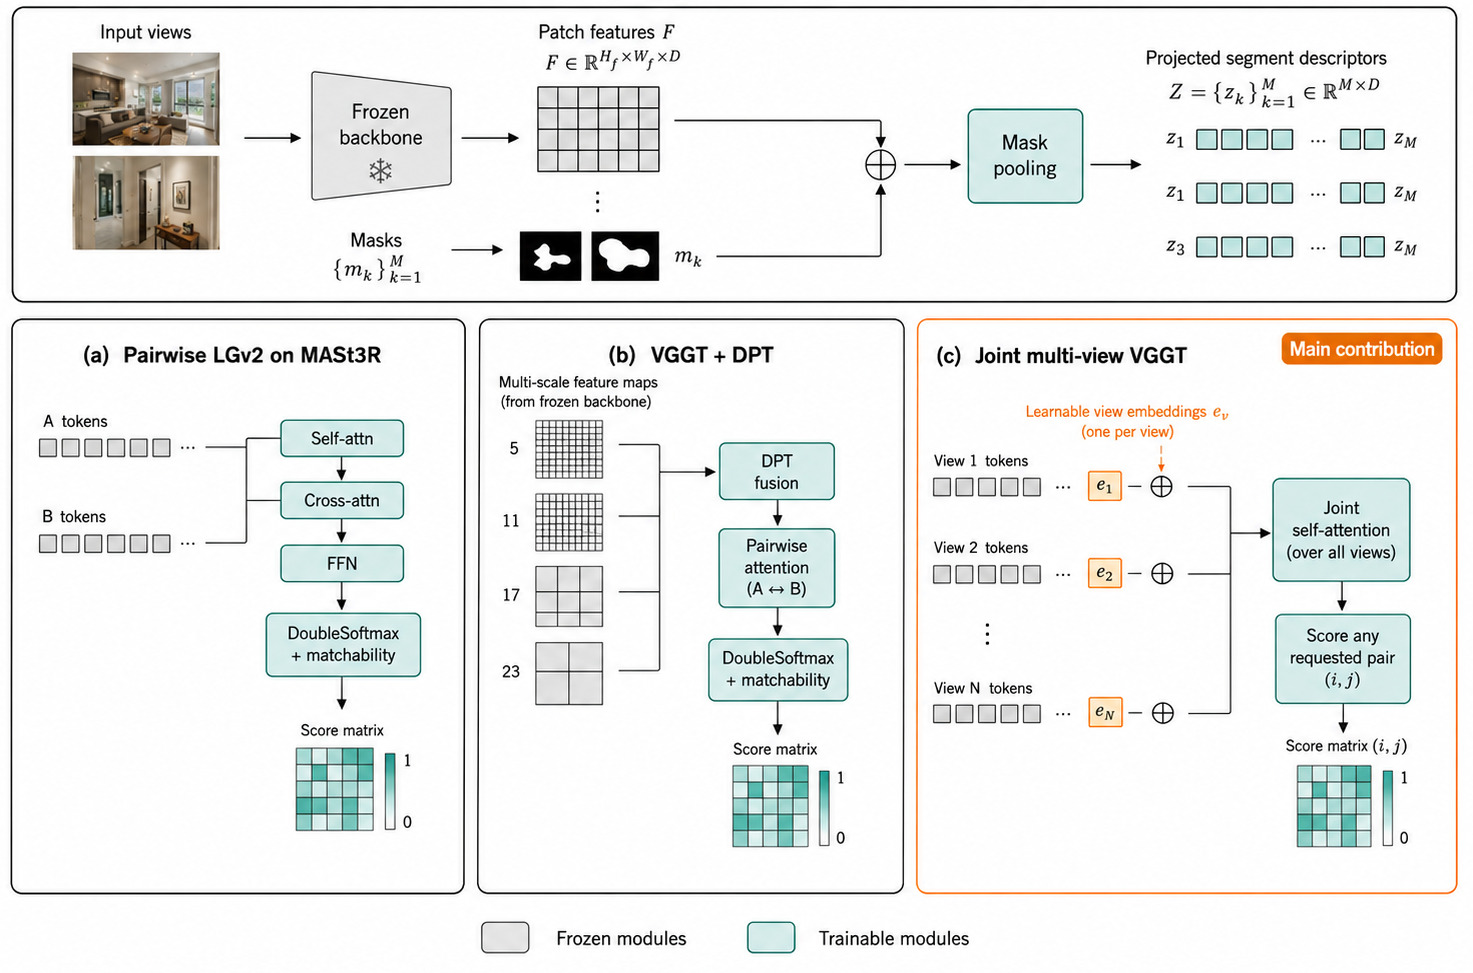 Input views
Frozen
backbone
Masks
{m_k}_{k=1}^M
Patch features F
F ∈ ℝ^{H_f×W_f×D}
⋮
m_k
Mask
pooling
Projected segment descriptors
Z = {z_k}_{k=1}^M ∈ ℝ^{M×D}
z_1 ... z_M
z_1 ... z_M
z_3 ... z_M
(a) Pairwise LGv2 on MASt3R
A tokens
...
B tokens
...
Self-attn
Cross-attn
FFN
DoubleSoftmax
+ matchability
Score matrix
1
0
(b) VGGT + DPT
Multi-scale feature maps
(from frozen backbone)
5
11
17
23
DPT
fusion
Pairwise
attention
(A ↔ B)
DoubleSoftmax
+ matchability
Score matrix
1
0
(c) Joint multi-view VGGT
Main contribution
Learnable view embeddings e_v
(one per view)
View 1 tokens
... e_1
View 2 tokens
... e_2
⋮
View N tokens
... e_N
Joint
self-attention
(over all views)
Score any
requested pair
(i, j)
Score matrix (i, j)
1
0
Frozen modules
Trainable modules